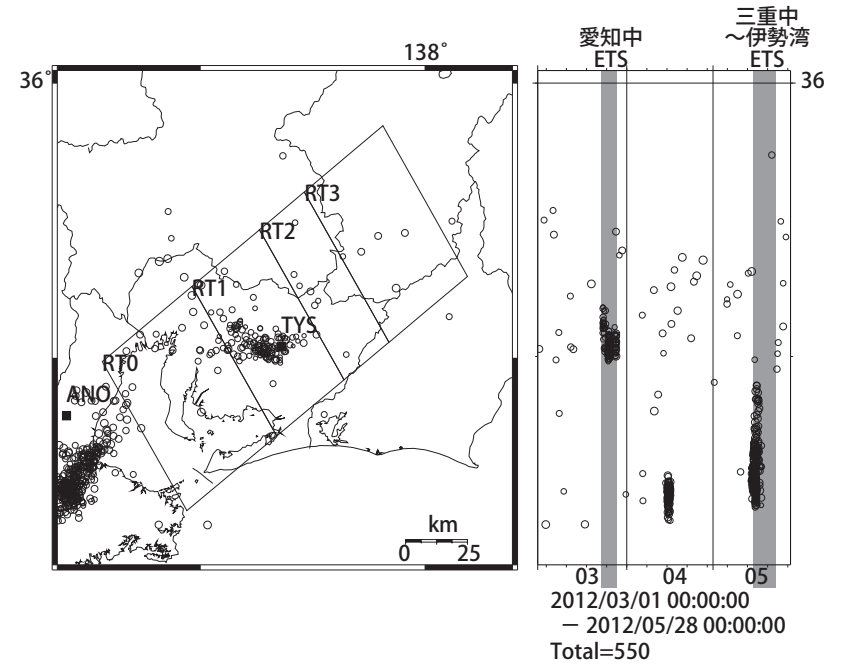 138°
36°
RT3
RT2
RT1
TYS
RT0
ANO
km
0 25
愛知中
ETS
三重中
~伊勢湾
ETS
36
03 04 05
2012/03/01 00:00:00
— 2012/05/28 00:00:00
Total=550